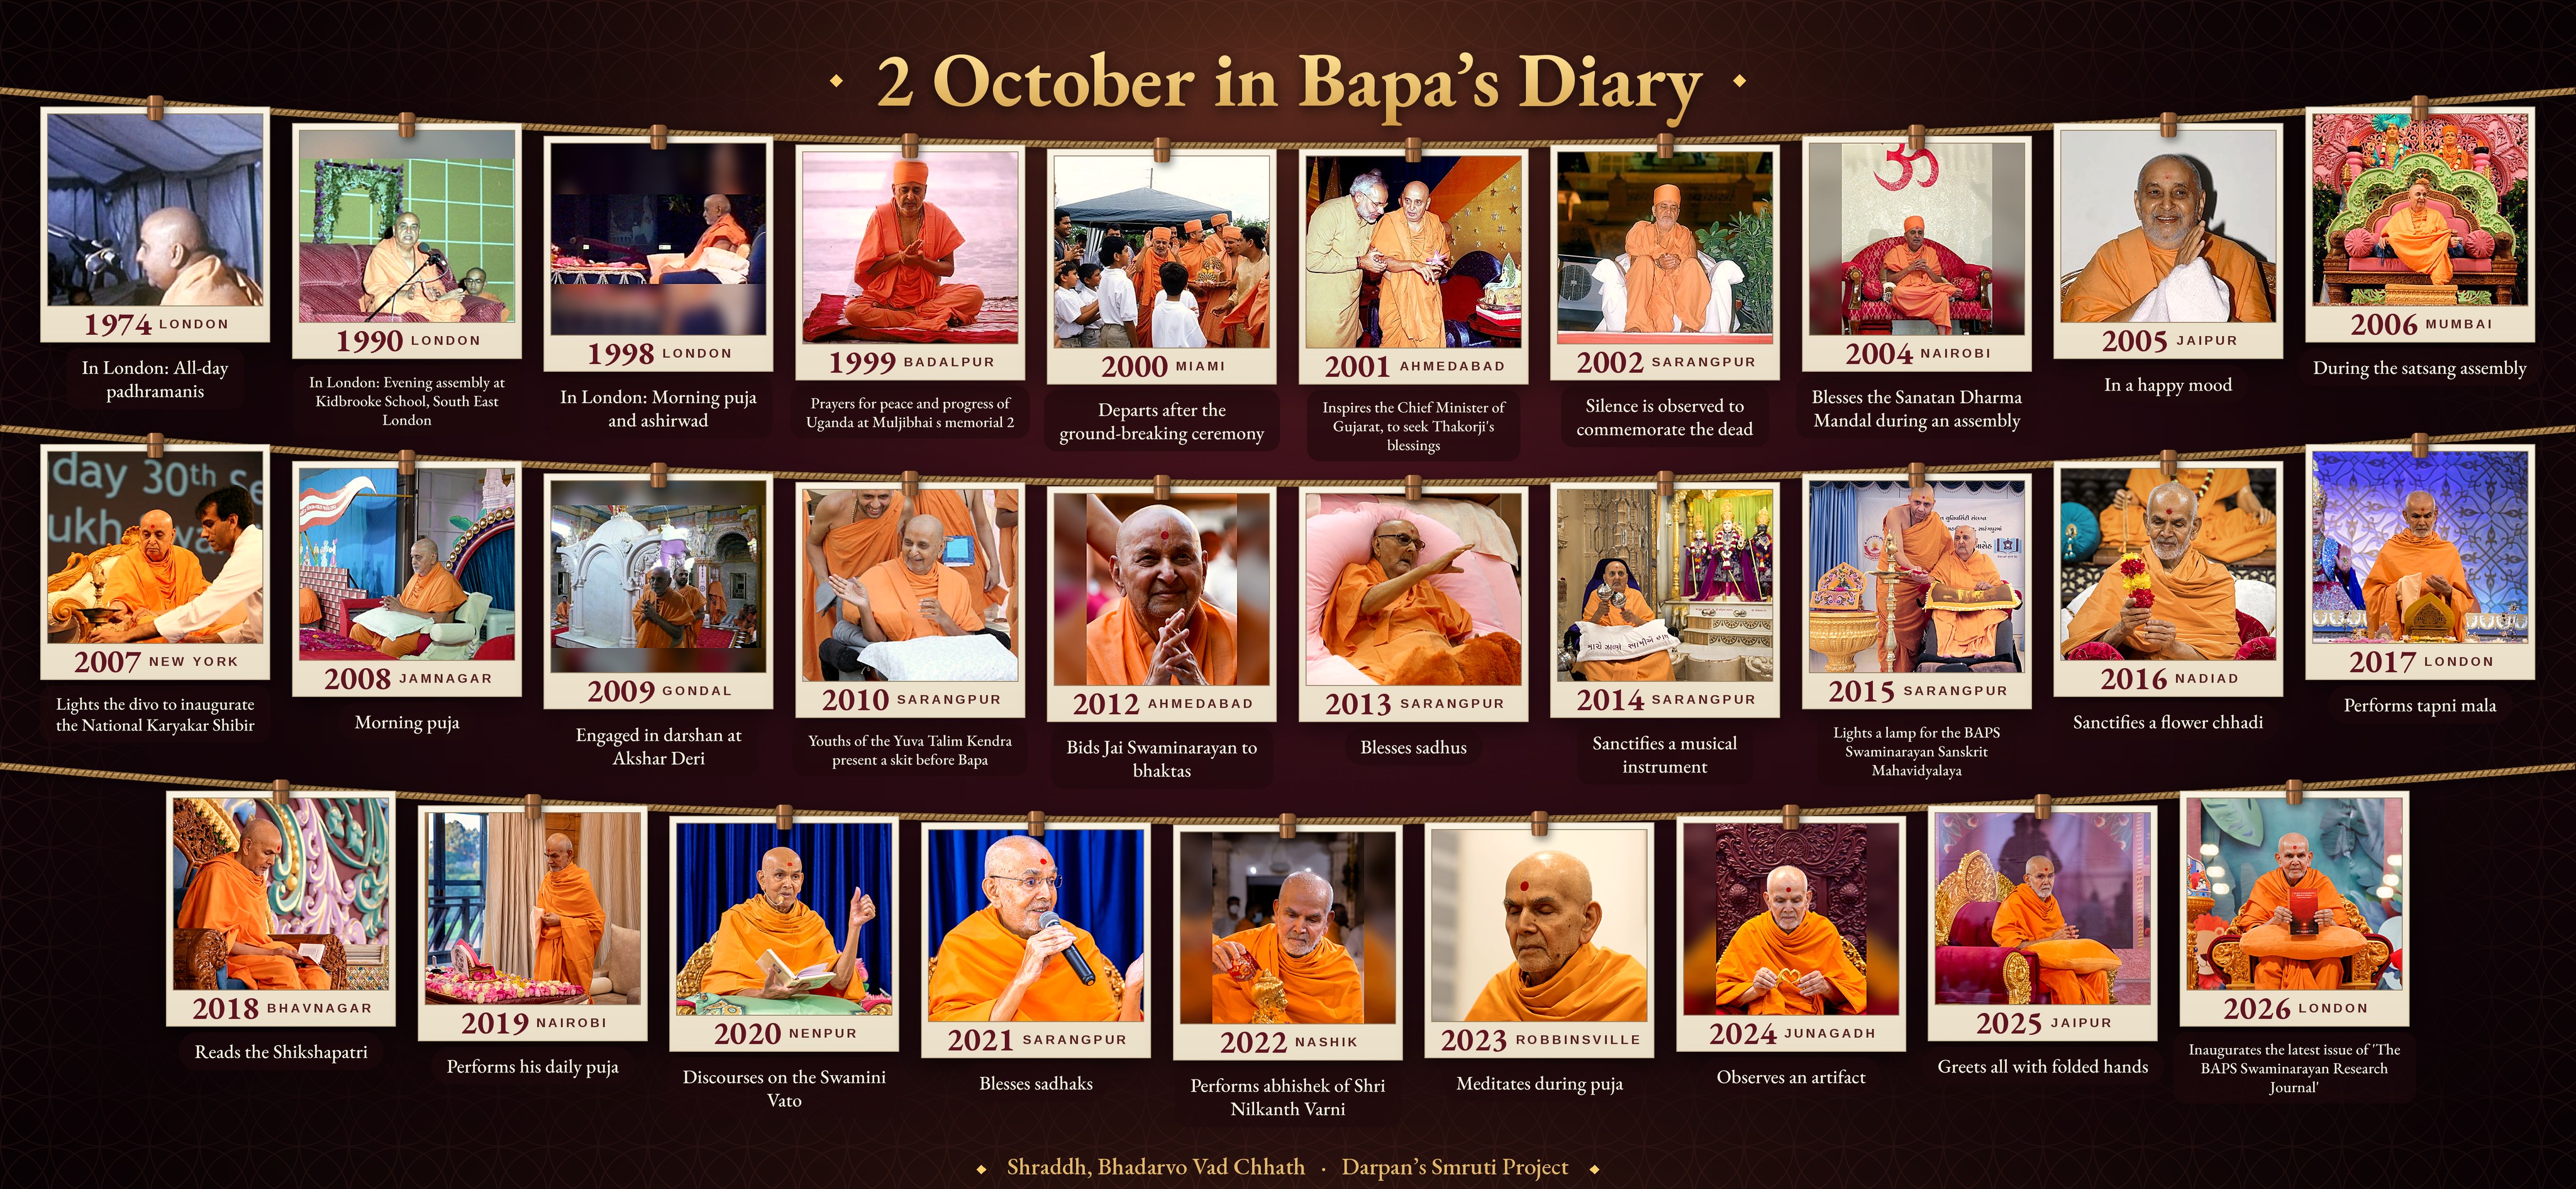 2 October in Bapa’s Diary
1974 LONDON
In London: All-day
padhramanis
1990 LONDON
In London: Evening assembly at
Kidbrooke School, South East
London
1998 LONDON
In London: Morning puja
and ashirwad
1999 BADALPUR
Prayers for peace and progress of
Uganda at Muljibhai s memorial 2
2000 MIAMI
Departs after the
ground-breaking ceremony
2001 AHMEDABAD
Inspires the Chief Minister of
Gujarat, to seek Thakorji's
blessings
2002 SARANGPUR
Silence is observed to
commemorate the dead
ॐ
2004 NAIROBI
Blesses the Sanatan Dharma
Mandal during an assembly
2005 JAIPUR
In a happy mood
2006 MUMBAI
During the satsang assembly
day 30th Se
ukh
2007 NEW YORK
Lights the divo to inaugurate
the National Karyakar Shibir
2008 JAMNAGAR
Morning puja
2009 GONDAL
Engaged in darshan at
Akshar Deri
2010 SARANGPUR
Youths of the Yuva Talim Kendra
present a skit before Bapa
2012 AHMEDABAD
Bids Jai Swaminarayan to
bhaktas
2013 SARANGPUR
Blesses sadhus
2014 SARANGPUR
Sanctifies a musical
instrument
2015 SARANGPUR
Lights a lamp for the BAPS
Swaminarayan Sanskrit
Mahavidyalaya
2016 NADIAD
Sanctifies a flower chhadi
2017 LONDON
Performs tapni mala
2018 BHAVNAGAR
Reads the Shikshapatri
2019 NAIROBI
Performs his daily puja
2020 NENPUR
Discourses on the Swamini
Vato
2021 SARANGPUR
Blesses sadhaks
2022 NASHIK
Performs abhishek of Shri
Nilkanth Varni
2023 ROBBINSVILLE
Meditates during puja
2024 JUNAGADH
Observes an artifact
2025 JAIPUR
Greets all with folded hands
2026 LONDON
Inaugurates the latest issue of 'The
BAPS Swaminarayan Research
Journal'
Shraddh, Bhadarvo Vad Chhath · Darpan’s Smruti Project